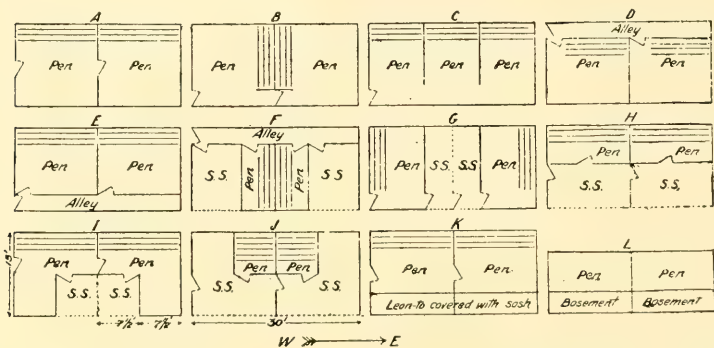 A B C D
Pen Pen Pen Pen Pen Pen Pen Alley Pen Pen
E F G H
Pen Pen Alley Alley S.S. Pen Pen S.S Pen S.S. S.S. Pen Pen Pen S.S. S.S,
I J K L
15' Pen Pen S.S. S.S. 7½' 7½' S.S. Pen Pen S.S. 30' Pen Pen. Lean-To covered with sash Pen Pen Basement Basement
W E